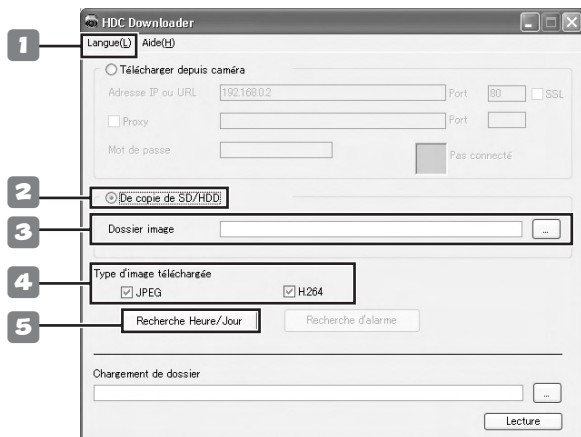 HDC Downloader
1
Langue(L) Aide(H)
Télécharger depuis caméra
Adresse IP ou URL 192.168.0.2 Port 80 SSL
Proxy Port
Mot de passe Pas connecté
2
De copie de SD/HDD
3
Dossier image ...
4
Type d'image téléchargée
JPEG H.264
5
Recherche Heure/Jour Recherche d'alarme
Chargement de dossier
...
Lecture